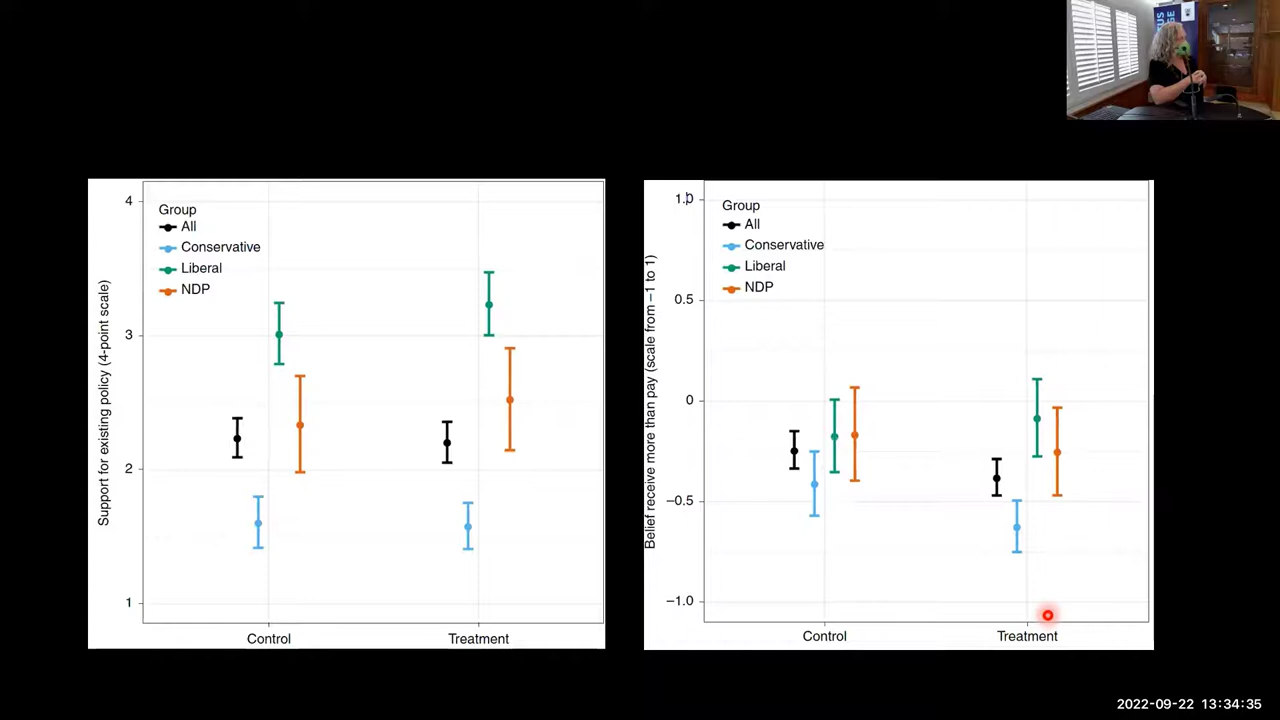 4
3
2
1
Support for existing policy (4-point scale)
Group
All
Conservative
Liberal
NDP
Control
Treatment
1.0
0.5
0
−0.5
−1.0
Belief receive more than pay (scale from −1 to 1)
Group
All
Conservative
Liberal
NDP
Control
Treatment
2022-09-22 13:34:35